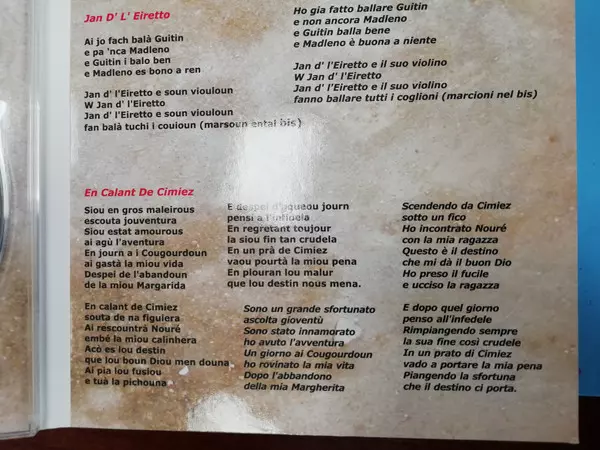 Jan D' L' Eiretto
Ai jo fach balà Guitin
e pa 'nca Madleno
e Guitin i balo ben
e Madleno es bono a ren
Jan d' l'Eiretto e soun viouloun
W Jan d' l'Eiretto
Jan d' l'Eiretto e soun viouloun
fan balà tuchi i couioun (marsoun ental bis)
Ho gia fatto ballare Guitin
e non ancora Madleno
e Guitin balla bene
e Madleno è buona a niente
Jan d' l'Eiretto e il suo violino
W Jan d' l'Eiretto
Jan d' l'Eiretto e il suo violino
fanno ballare tutti i coglioni (marcioni nel bis)
En Calant De Cimiez
Siou en gros maleirous
escouta jouventura
Siou estat amourous
ai agù l'aventura
En journ a i Cougourdoun
ai gastà la miou vida
Despei de l'abandoun
de la miou Margarida
En calant de Cimiez
souta de na figuiera
Ai rescountrà Nouré
embé la miou calinhera
Acò es lou destin
que lou boun Diou men douna
Ai pia lou fusiou
e tuà la pichouna
E despei d'aqueou journ
pensi a l'infidela
En regretant toujour
la siou fin tan crudela
En un prà de Cimiez
vaou pourtà la miou pena
En plouran lou malur
que lou destin nous mena.
Sono un grande sfortunato
ascolta gioventù
Sono stato innamorato
ho avuto l'avventura
Un giorno ai Cougourdoun
ho rovinato la mia vita
Dopo l'abbandono
della mia Margherita
Scendendo da Cimiez
sotto un fico
Ho incontrato Nouré
con la mia ragazza
Questo è il destino
che mi dà il buon Dio
Ho preso il fucile
e ucciso la ragazza
E dopo quel giorno
penso all'infedele
Rimpiangendo sempre
la sua fine così crudele
In un prato di Cimiez
vado a portare la mia pena
Piangendo la sfortuna
che il destino ci porta.